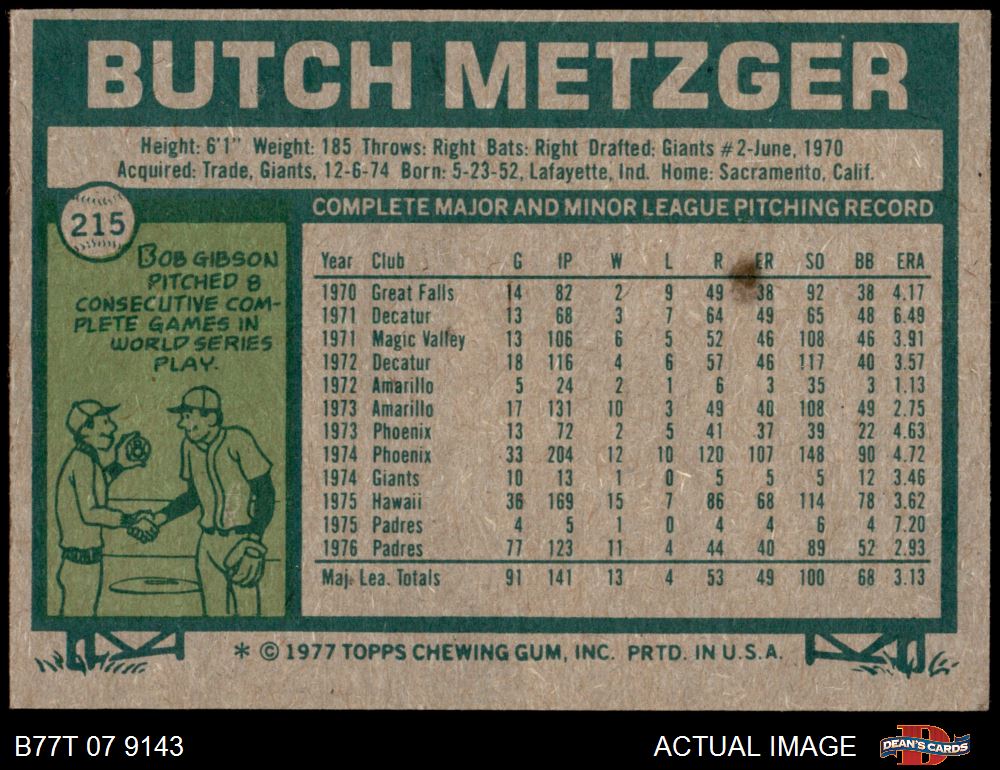 BUTCH METZGER
Height: 6'1" Weight: 185 Throws: Right Bats: Right Drafted: Giants #2-June, 1970
Acquired: Trade, Giants, 12-6-74 Born: 5-23-52, Lafayette, Ind. Home: Sacramento, Calif.
215
BOB GIBSON
PITCHED 8
CONSECUTIVE COM-
PLETE GAMES IN
WORLD SERIES
PLAY.
COMPLETE MAJOR AND MINOR LEAGUE PITCHING RECORD
Year Club G IP W L R ER SO BB ERA
1970 Great Falls 14 82 2 9 49 38 92 38 4.17
1971 Decatur 13 68 3 7 64 49 65 48 6.49
1971 Magic Valley 13 106 6 5 52 46 108 46 3.91
1972 Decatur 18 116 4 6 57 46 117 40 3.57
1972 Amarillo 5 24 2 1 6 3 35 3 1.13
1973 Amarillo 17 131 10 3 49 40 108 49 2.75
1973 Phoenix 13 72 2 5 41 37 39 22 4.63
1974 Phoenix 33 204 12 10 120 107 148 90 4.72
1974 Giants 10 13 1 0 5 5 5 12 3.46
1975 Hawaii 36 169 15 7 86 68 114 78 3.62
1975 Padres 4 5 1 0 4 4 6 4 7.20
1976 Padres 77 123 11 4 44 40 89 52 2.93
Maj. Lea. Totals 91 141 13 4 53 49 100 68 3.13
* © 1977 TOPPS CHEWING GUM, INC. PRTD. IN U.S.A.
B77T 07 9143
ACTUAL IMAGE
DEAN'S CARDS